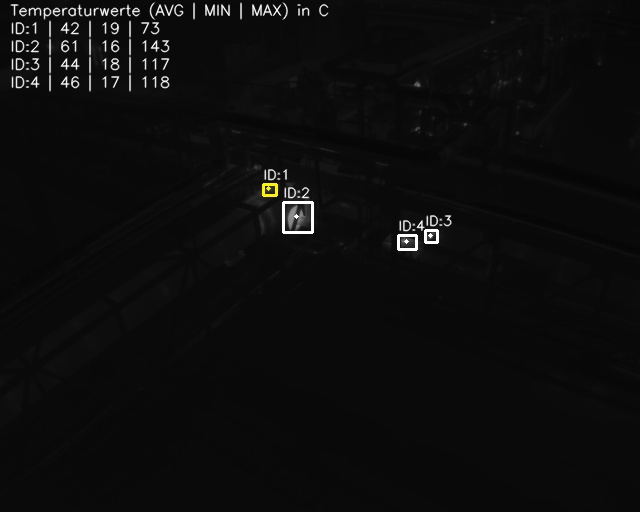 Temperaturwerte (AVG | MIN | MAX) in C
ID:1 | 42 | 19 | 73
ID:2 | 61 | 16 | 143
ID:3 | 44 | 18 | 117
ID:4 | 46 | 17 | 118
ID:1
ID:2
ID:4
ID:3